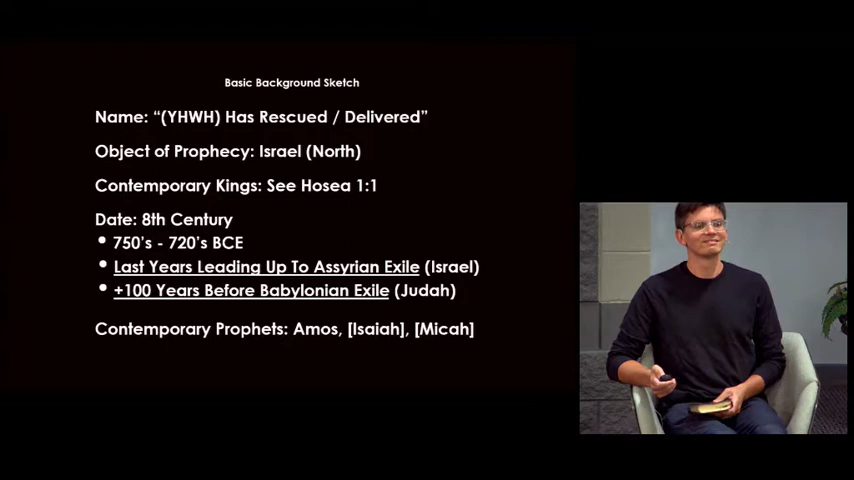 Basic Background Sketch
Name: “(YHWH) Has Rescued / Delivered”
Object of Prophecy: Israel (North)
Contemporary Kings: See Hosea 1:1
Date: 8th Century
• 750’s - 720’s BCE
• Last Years Leading Up To Assyrian Exile (Israel)
• +100 Years Before Babylonian Exile (Judah)
Contemporary Prophets: Amos, [Isaiah], [Micah]